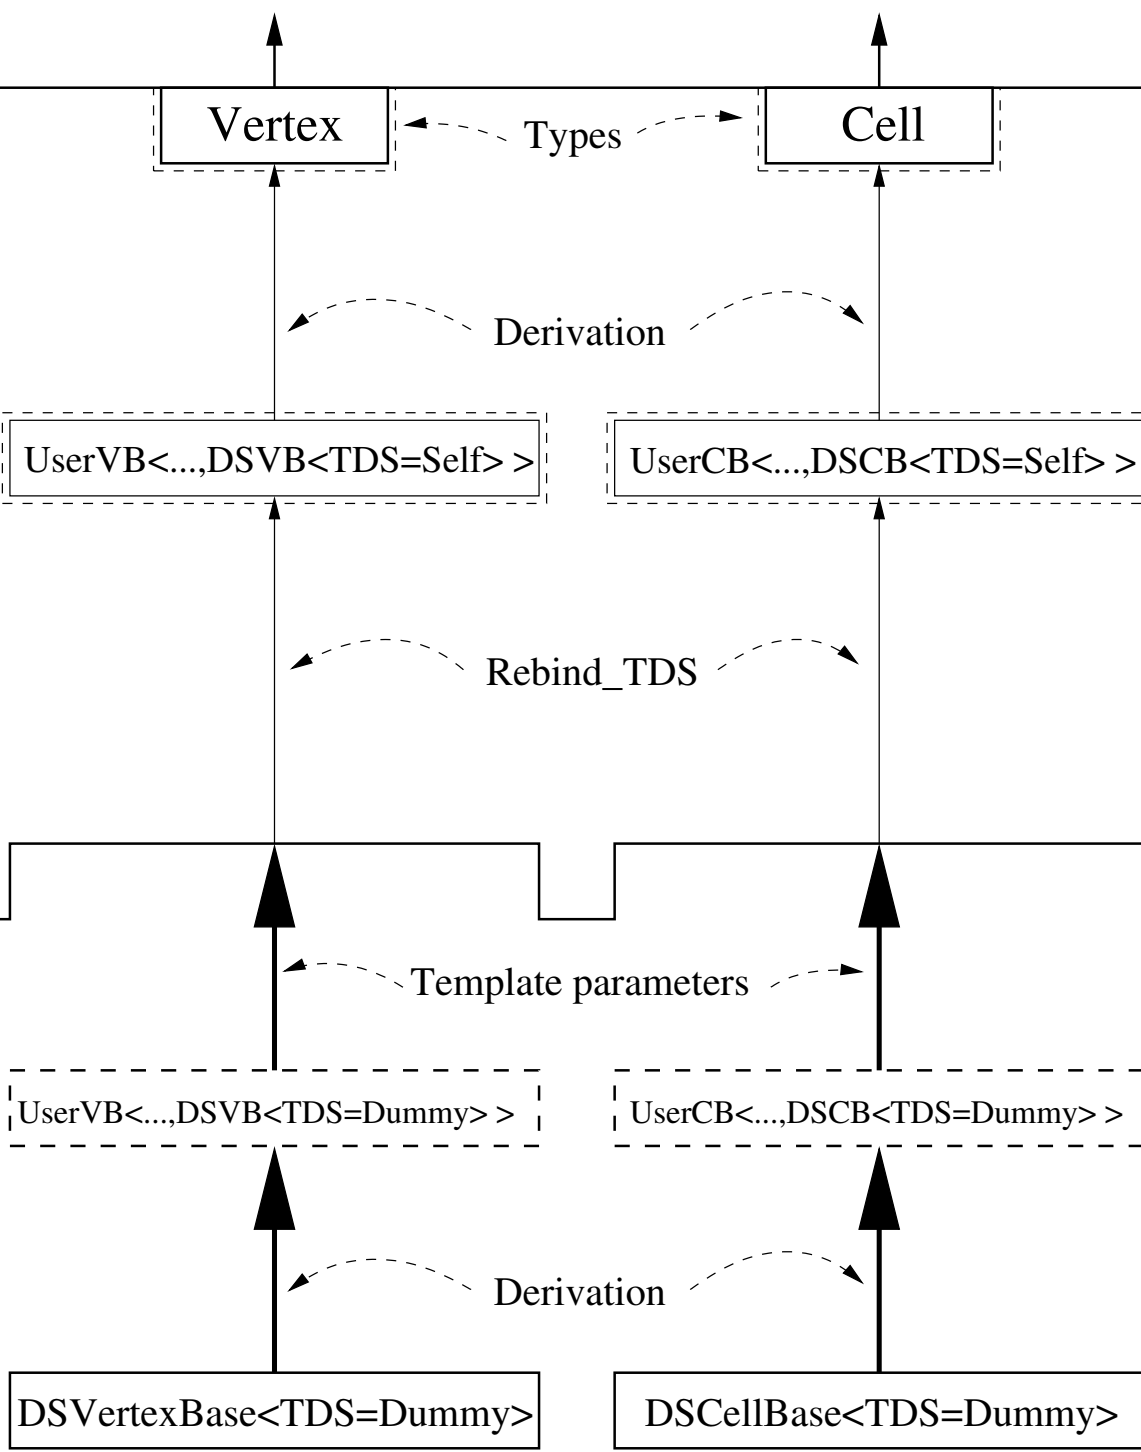 Vertex
Types
Cell
Derivation
UserVB<...,DSVB<TDS=Self> >
UserCB<...,DSCB<TDS=Self> >
Rebind_TDS
Template parameters
UserVB<...,DSVB<TDS=Dummy> >
UserCB<...,DSCB<TDS=Dummy> >
Derivation
DSVertexBase<TDS=Dummy>
DSCellBase<TDS=Dummy>